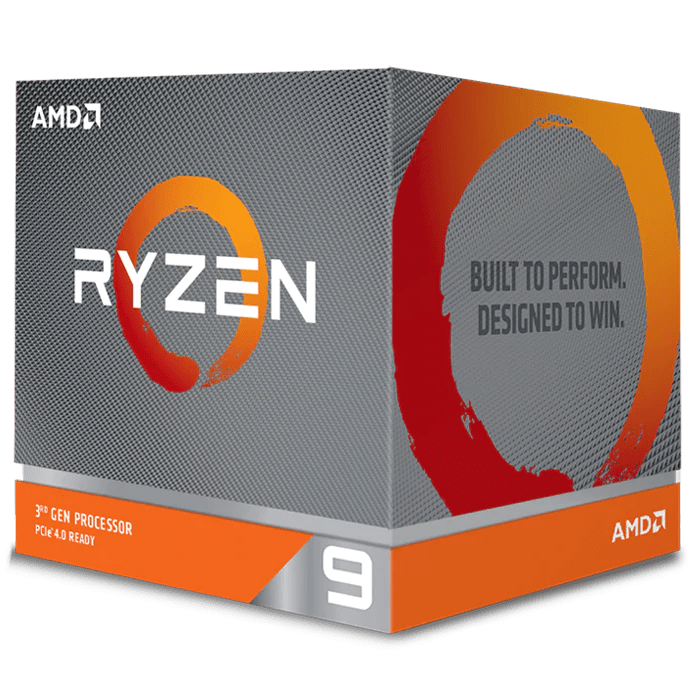 AMD
RYZEN
3RD GEN PROCESSOR
PCIe® 4.0 READY
9
BUILT TO PERFORM.
DESIGNED TO WIN.
AMD